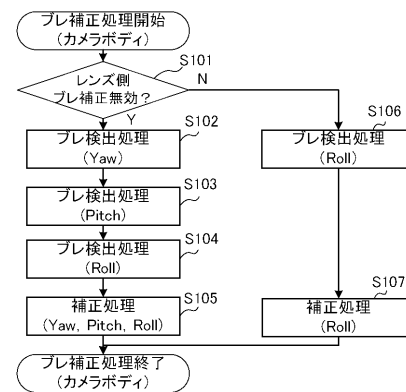 ブレ補正処理開始
(カメラボディ)
S101
レンズ側
ブレ補正無効?
N
Y
S102
ブレ検出処理
(Yaw)
S103
ブレ検出処理
(Pitch)
S104
ブレ検出処理
(Roll)
S105
補正処理
(Yaw, Pitch, Roll)
S106
ブレ検出処理
(Roll)
S107
補正処理
(Roll)
ブレ補正処理終了
(カメラボディ)